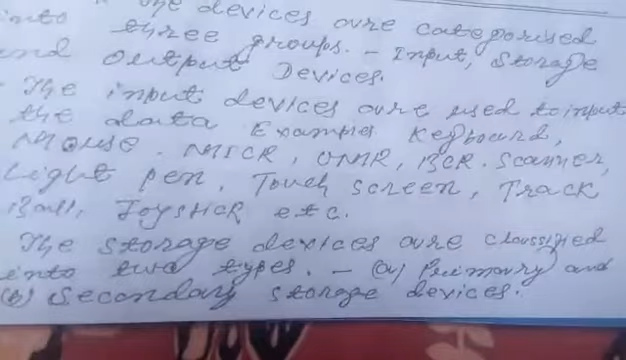 The devices are categorised
into three groups. - Input, Storage
and Output Devices.
- The input devices are used to input
the data Examples Keyboard,
Mouse. MICR, OMR, BCR. Scanner,
Light pen, Touch screen, Track
Ball, Joystick etc.
The storage devices are classified
into two types. - (a) Primary and
(b) Secondary storage devices.